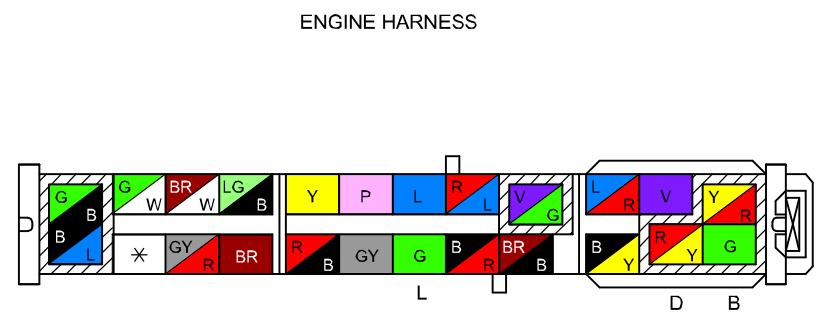 ENGINE HARNESS
G B G W BR W LG B Y P L R L V G L R V Y R
B L * GY R BR R B GY G B R BR B B Y R Y G
L D B